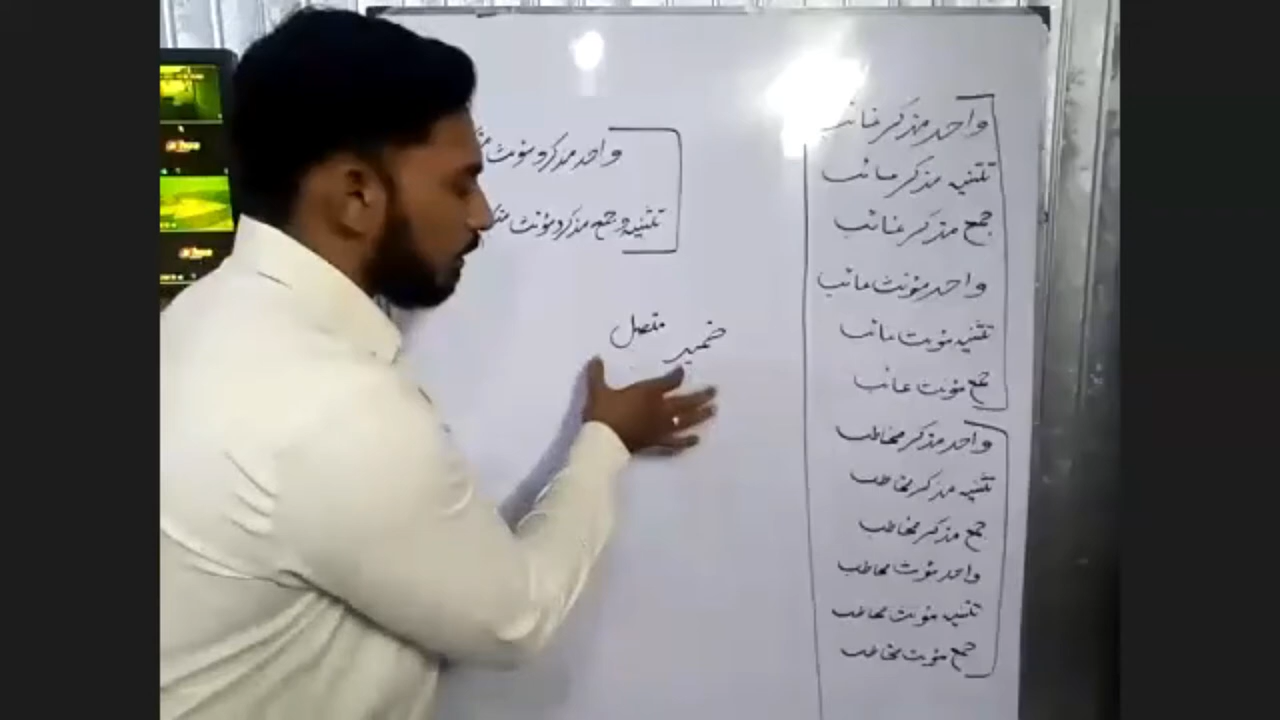 واحد مذکر غائب
تثنیہ مذکر غائب
جمع مذکر غائب
واحد مؤنث غائب
تثنیہ مؤنث غائب
جمع مؤنث غائب
واحد مذکر مخاطب
تثنیہ مذکر مخاطب
جمع مذکر مخاطب
واحد مؤنث مخاطب
تثنیہ مؤنث مخاطب
جمع مؤنث مخاطب
واحد مذکر و مؤنث
تثنیہ و جمع مذکر و مؤنث
ضمیر متصل